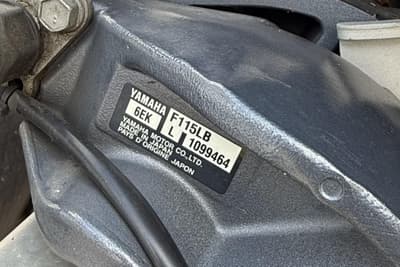 YAMAHA F115LB
6EK L 1099464
YAMAHA MOTOR CO., LTD.
MADE IN JAPAN
PAYS D'ORIGINE JAPON